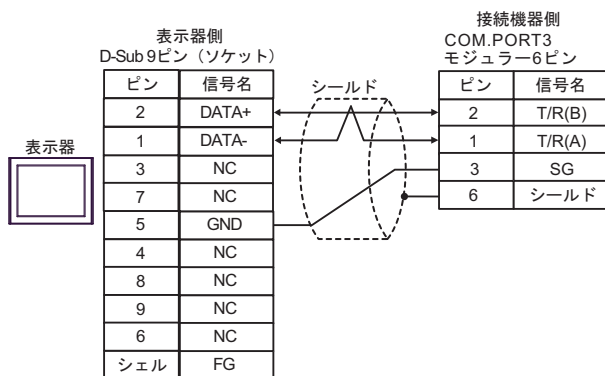 表示器側
D-Sub 9ピン（ソケット）
ピン 信号名
2 DATA+
1 DATA-
3 NC
7 NC
5 GND
4 NC
8 NC
9 NC
6 NC
シェル FG
表示器
シールド
接続機器側
COM.PORT3
モジュラー6ピン
ピン 信号名
2 T/R(B)
1 T/R(A)
3 SG
6 シールド